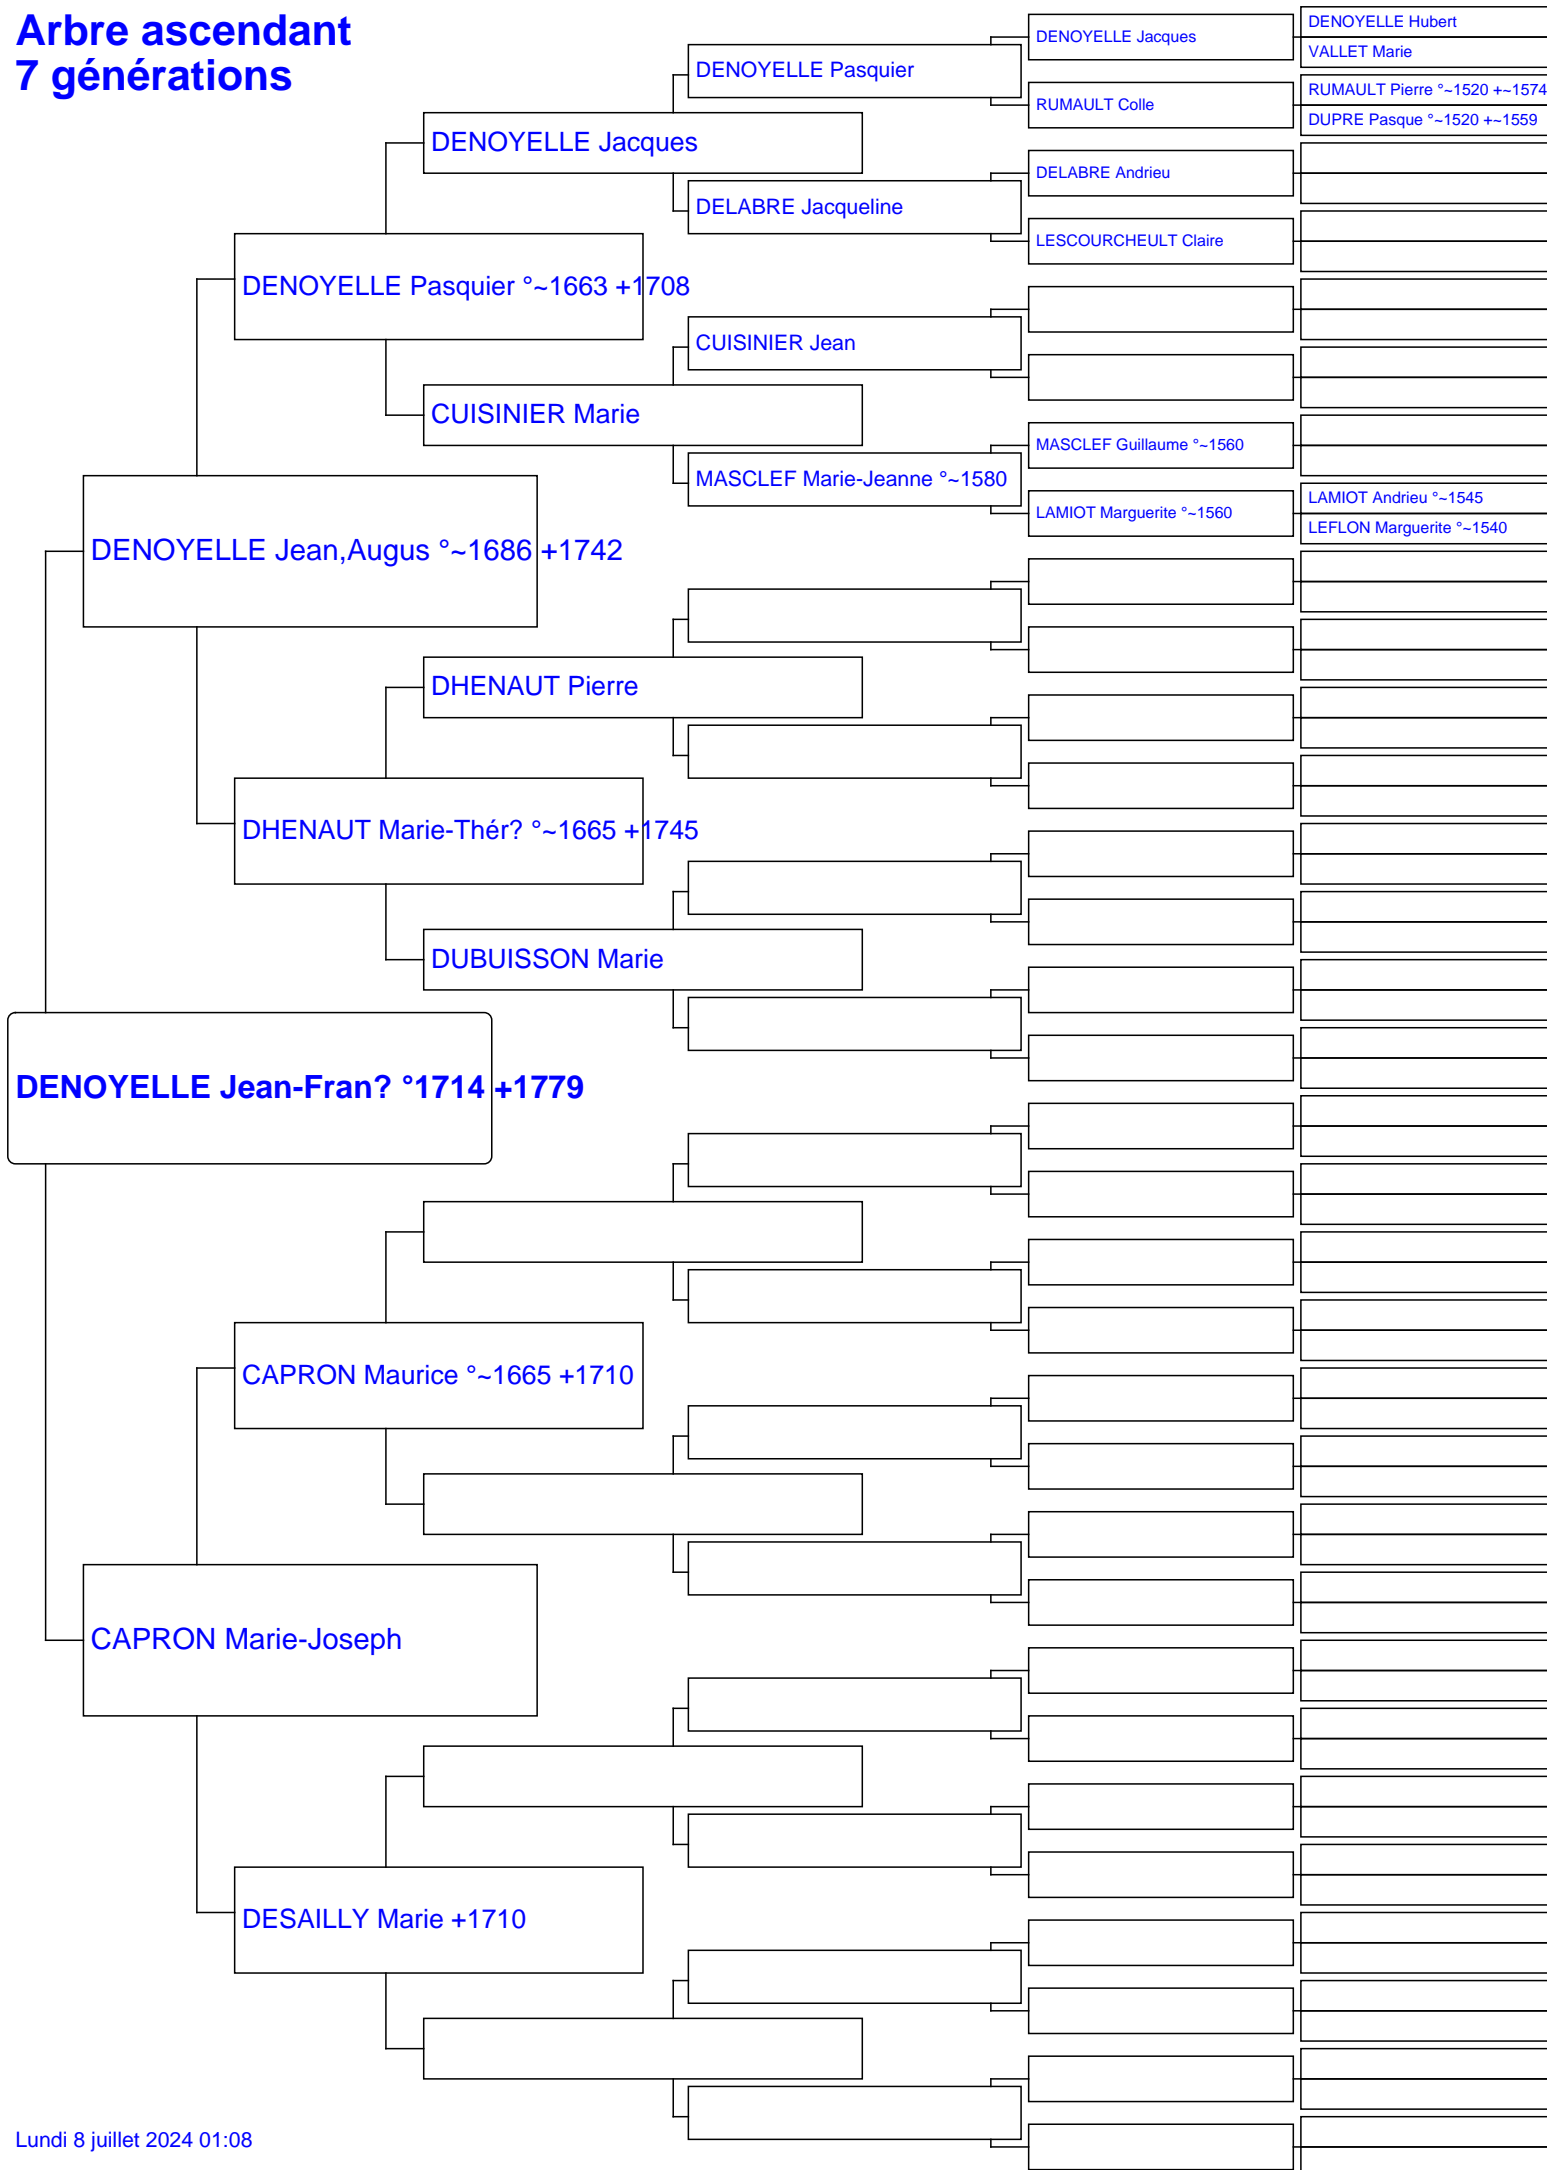 Arbre ascendant
7 générations
DENOYELLE Hubert
DENOYELLE Jacques
VALLET Marie
DENOYELLE Pasquier
RUMAULT Pierre °~1520 +~1574
RUMAULT Colle
DUPRE Pasque °~1520 +~1559
DENOYELLE Jacques
DELABRE Andrieu
DELABRE Jacqueline
LESCOURCHEULT Claire
DENOYELLE Pasquier °~1663 +1708
CUISINIER Jean
CUISINIER Marie
MASCLEF Guillaume °~1560
MASCLEF Marie-Jeanne °~1580
LAMIOT Andrieu °~1545
LAMIOT Marguerite °~1560
LEFLON Marguerite °~1540
DENOYELLE Jean,Augus °~1686 +1742
DHENAUT Pierre
DHENAUT Marie-Thér? °~1665 +1745
DUBUISSON Marie
DENOYELLE Jean-Fran? °1714 +1779
CAPRON Maurice °~1665 +1710
CAPRON Marie-Joseph
DESAILLY Marie +1710
Lundi 8 juillet 2024 01:08